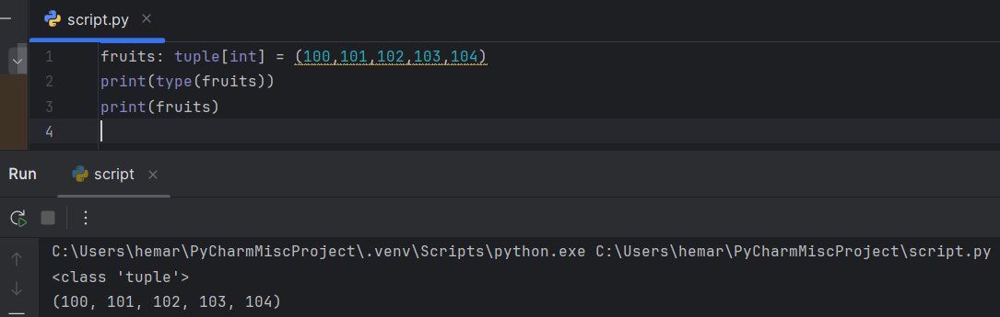 script.py
1 fruits: tuple[int] = (100,101,102,103,104)
2 print(type(fruits))
3 print(fruits)
4
Run script
C:\Users\hemar\PyCharmMiscProject\.venv\Scripts\python.exe C:\Users\hemar\PyCharmMiscProject\script.py
<class 'tuple'>
(100, 101, 102, 103, 104)